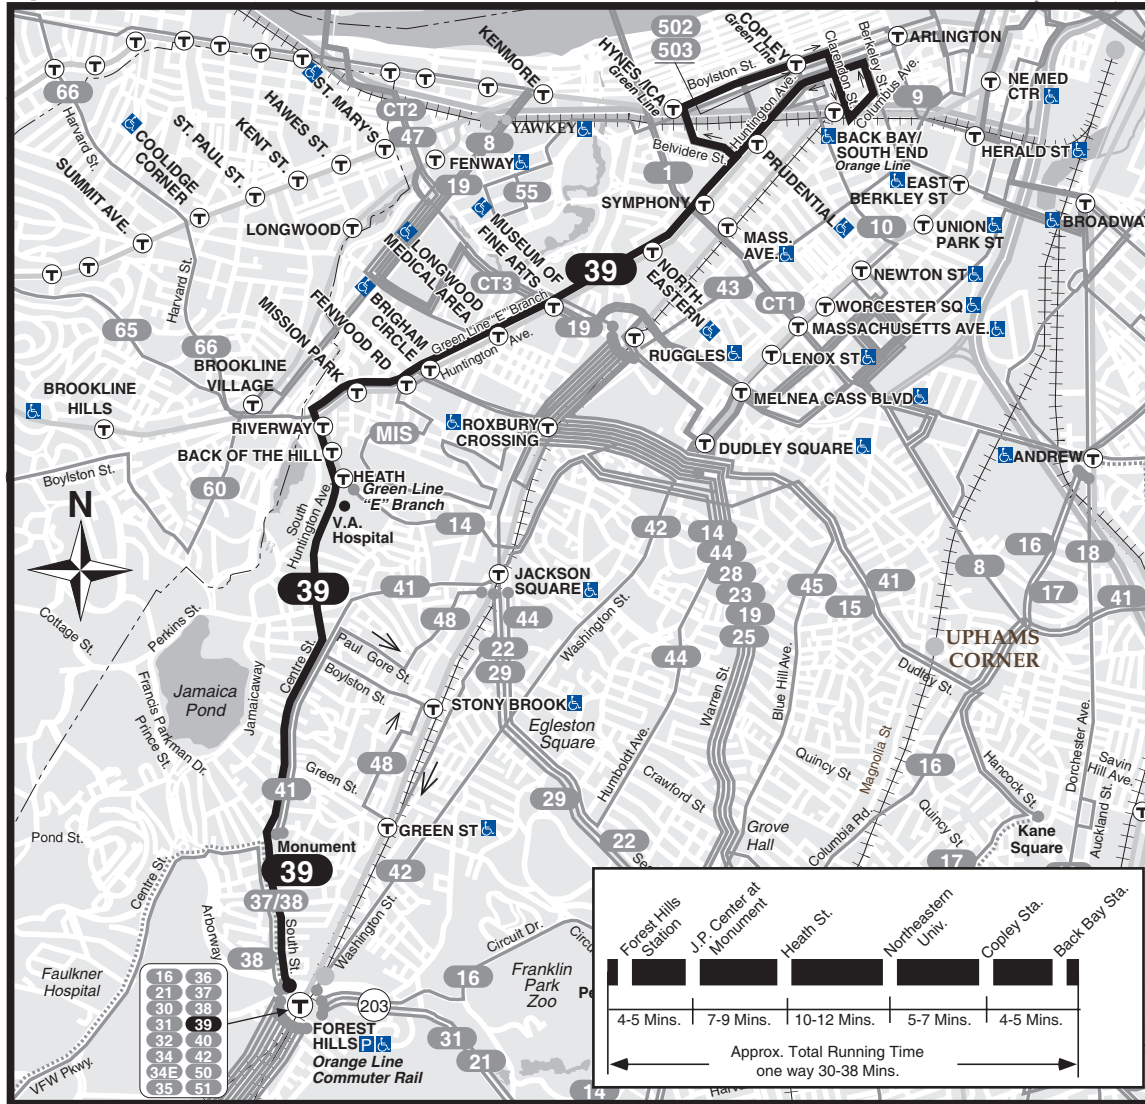 502
503
COPLEY
Green Line
HYNES /ICA
Green Line
KENMORE
Boylston St.
Clarendon St.
Berkeley St.
Columbus Ave.
Huntington Ave.
ARLINGTON
NE MED
CTR
9
66
Harvard St.
ST. MARY'S
CT2
47
8
YAWKEY
FENWAY
19
55
HAWES ST.
KENT ST.
ST. PAUL ST.
COOLIDGE
CORNER
SUMMIT AVE.
Belvidere St.
1
BACK BAY/
SOUTH END
Orange Line
HERALD ST
PRUDENTIAL
EAST
BERKLEY ST
SYMPHONY
BROADWA
UNION
PARK ST
10
LONGWOOD
MUSEUM OF
FINE ARTS
LONGWOOD
MEDICAL AREA
MASS.
AVE.
39
NORTH-
EASTERN
43
CT1
CT3
NEWTON ST
WORCESTER SQ
MASSACHUSETTS AVE.
Harvard St.
BRIGHAM
CIRCLE
FENWOOD RD
MISSION PARK
Green Line "E" Branch
Huntington Ave.
19
RUGGLES
LENOX ST
65
66
BROOKLINE
VILLAGE
BROOKLINE
HILLS
RIVERWAY
BACK OF THE HILL
MELNEA CASS BLVD
ROXBURY
CROSSING
MIS
DUDLEY SQUARE
ANDREW
Boylston St.
60
HEATH
Green Line
"E" Branch
V.A.
Hospital
South
Huntington Ave.
14
42
N
14
44
28
23
19
25
16
18
8
17
41
JACKSON
SQUARE
39
41
48
44
45
41
15
Cottage St.
Perkins St.
Centre St.
Paul Gore St.
Boylston St.
22
29
Washington St.
44
UPHAMS
CORNER
Dudley St.
Jamaica
Pond
Jamaicaway
Francis Parkman Dr.
Prince St.
STONY BROOK
Egleston
Square
Warren St.
Blue Hill Ave.
Humboldt Ave.
Magnolia St
Dorchester Ave.
48
Green St.
41
Quincy St
16
Hancock St.
Savin
Hill Ave.
Crawford St
29
Columbia Rd.
Quincy St.
Auckland St.
Pond St.
Monument
GREEN ST
22
Grove
Hall
Kane
Square
17
39
42
Centre St.
37/38
Arborway
South St.
Washington St.
38
Circuit Dr.
16
Franklin
Park
Zoo
Faulkner
Hospital
VFW Pkwy.
16 36
21 37
30 38
31 39
32 40
34 42
34E 50
35 51
203
FOREST
HILLS P
Orange Line
Commuter Rail
31
21
14
Forest Hills
Station
J.P. Center at
Monument
Heath St.
Northeastern
Univ.
Copley Sta.
Back Bay Sta.
4-5 Mins. 7-9 Mins. 10-12 Mins. 5-7 Mins. 4-5 Mins.
Approx. Total Running Time
one way 30-38 Mins.